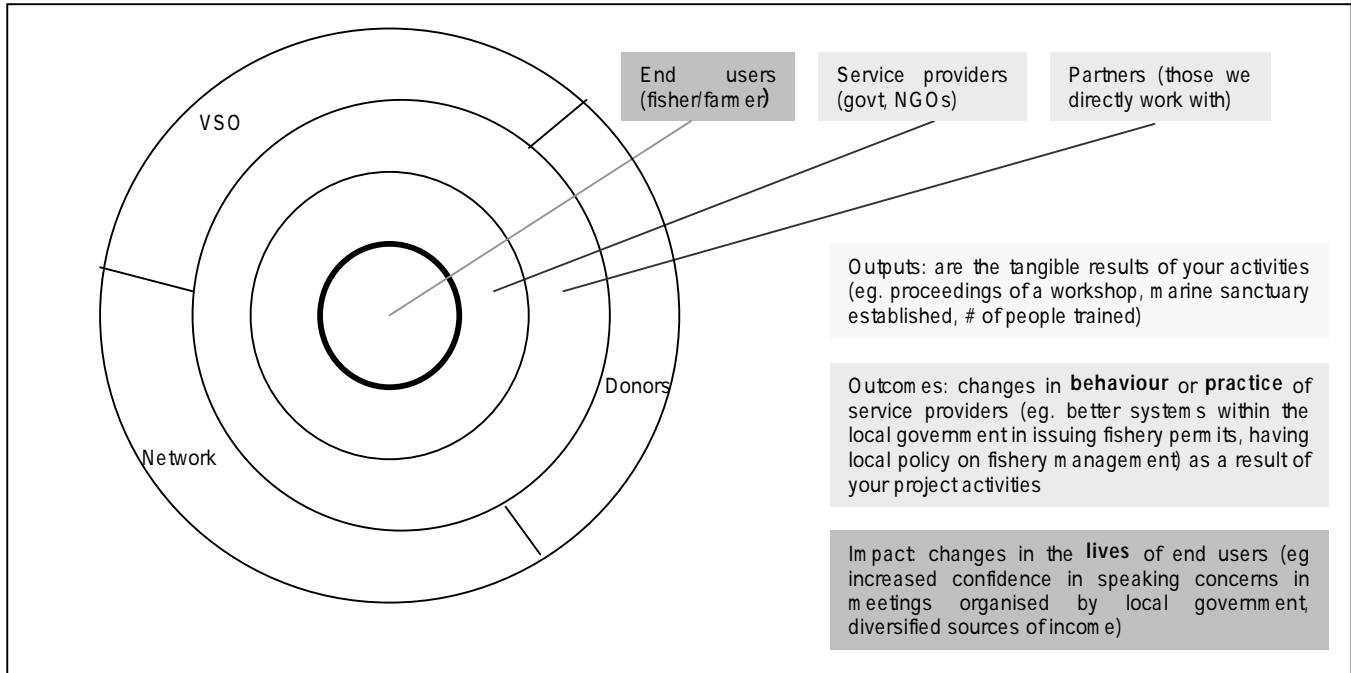 End users
(fisher/farmer)
Service providers
(govt, NGOs)
Partners (those we
directly work with)
VSO
Donors
Network
Outputs: are the tangible results of your activities
(eg. proceedings of a workshop, marine sanctuary
established, # of people trained)
Outcomes: changes in behaviour or practice of
service providers (eg. better systems within the
local government in issuing fishery permits, having
local policy on fishery management) as a result of
your project activities
Impact: changes in the lives of end users (eg
increased confidence in speaking concerns in
meetings organised by local government,
diversified sources of income)